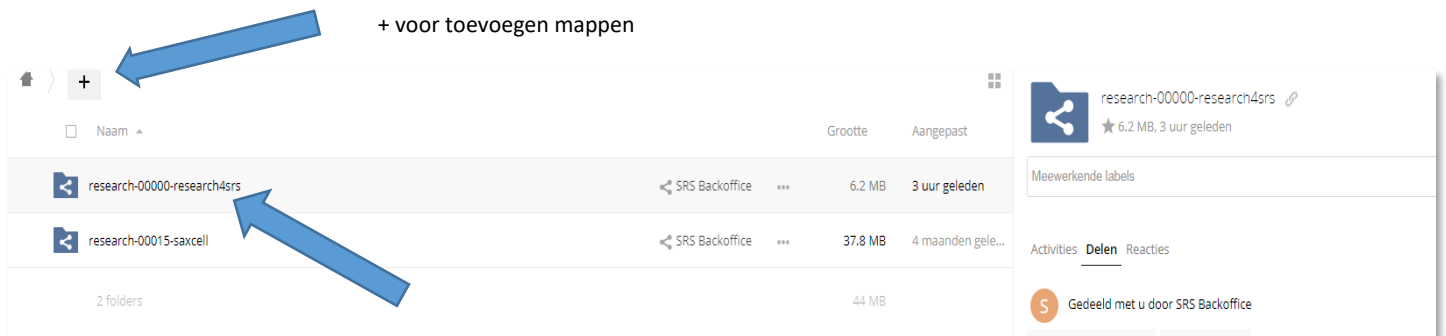 + voor toevoegen mappen
+
research-00000-research4srs
6.2 MB, 3 uur geleden
Naam Grootte Aangepast
Meewerkende labels
research-00000-research4srs SRS Backoffice ... 6.2 MB 3 uur geleden
research-00015-saxcell SRS Backoffice ... 37.8 MB 4 maanden gele...
Activities Delen Reacties
2 folders 44 MB
S Gedeeld met u door SRS Backoffice